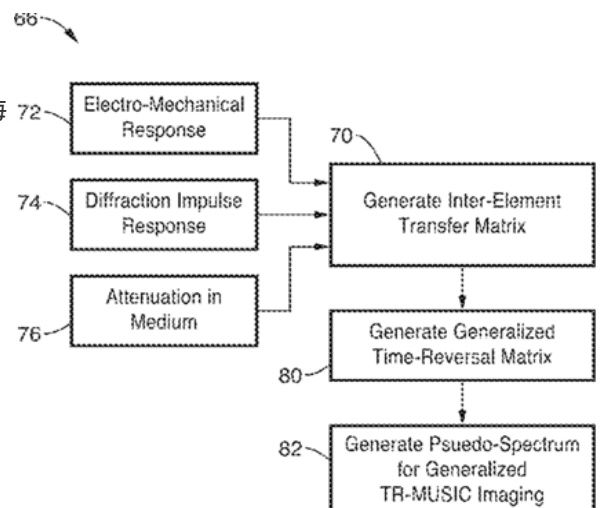 66
72
Electro-Mechanical
Response
74
Diffraction Impulse
Response
76
Attenuation in
Medium
70
Generate Inter-Element
Transfer Matrix
80
Generate Generalized
Time-Reversal Matrix
82
Generate Psuedo-Spectrum
for Generalized
TR-MUSIC Imaging